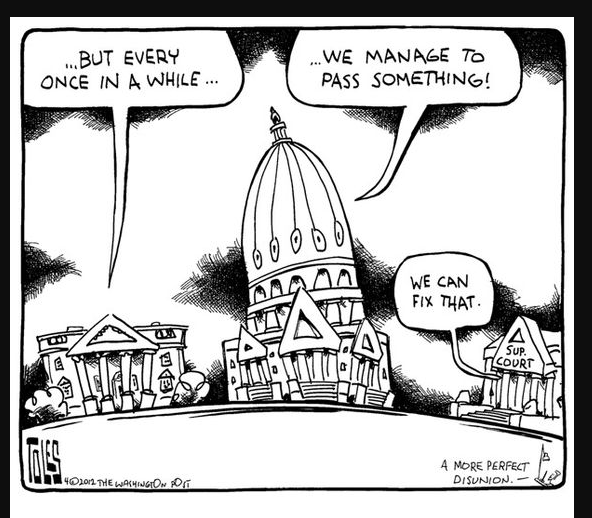 ...BUT EVERY
ONCE IN A WHILE...
...WE MANAGE TO
PASS SOMETHING!
WE CAN
FIX THAT.
SUP.
COURT
TOLES
©2012 THE WASHINGTON POST
A MORE PERFECT
DISUNION.—